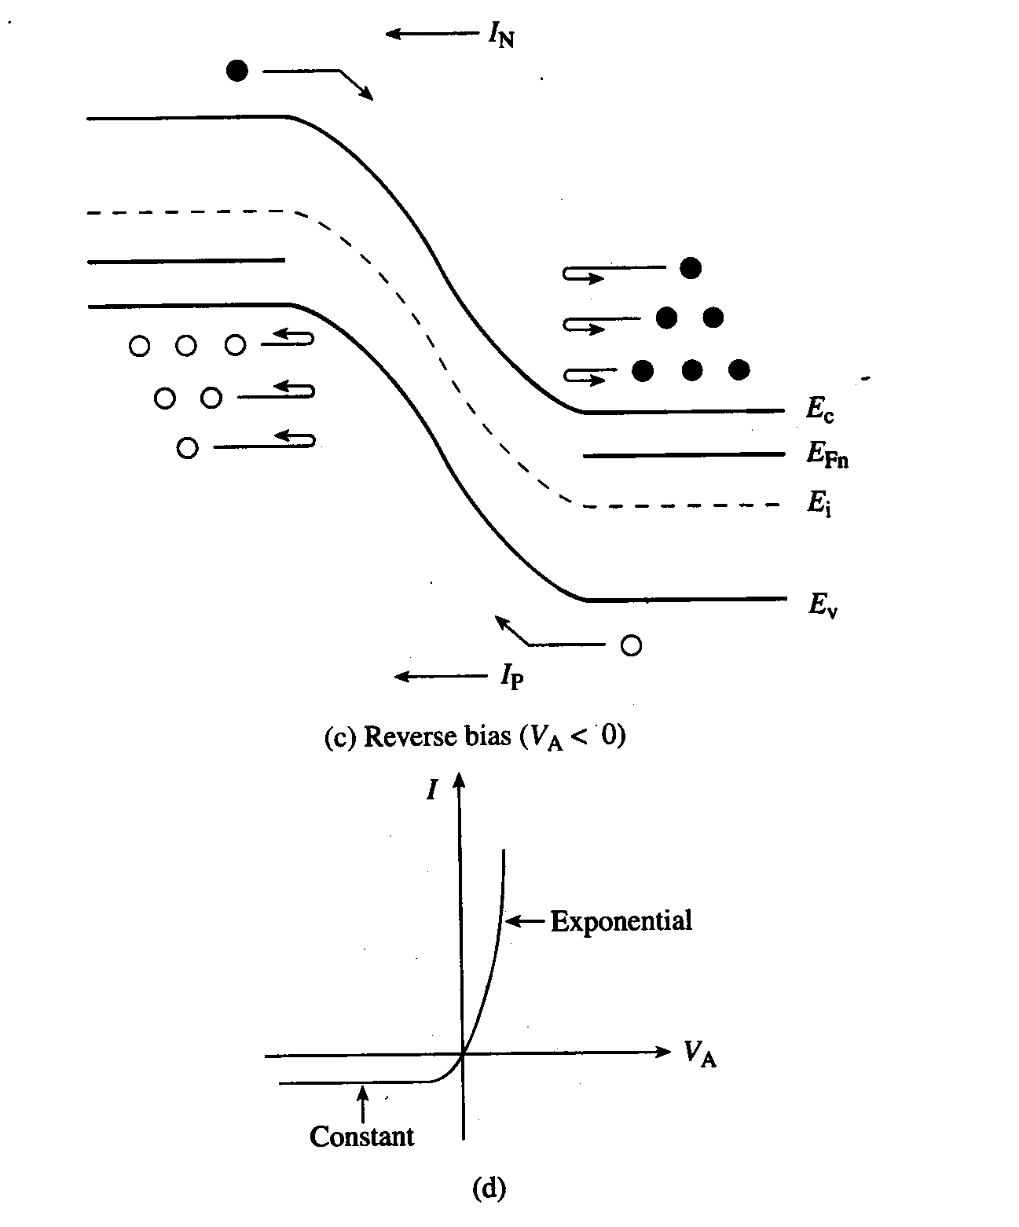 I_N
E_c
E_Fn
E_i
E_v
I_P
(c) Reverse bias (V_A < 0)
I
Exponential
V_A
Constant
(d)